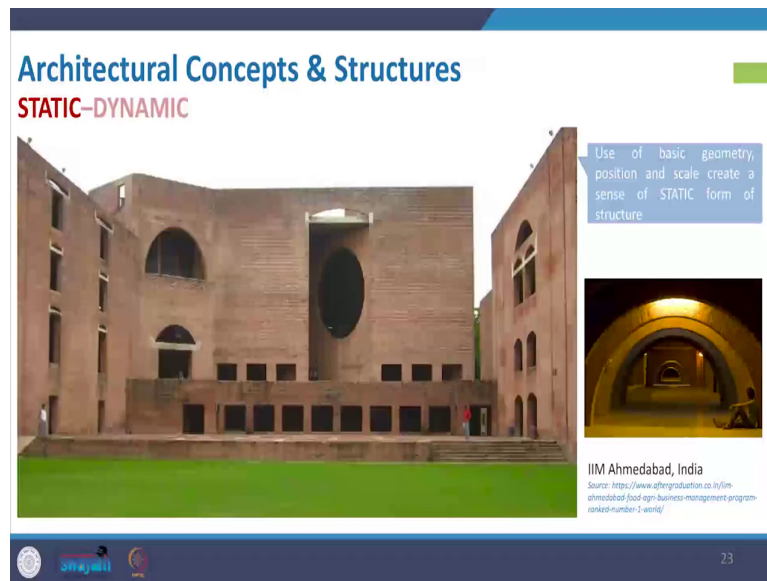 Architectural Concepts & Structures
STATIC–DYNAMIC
Use of basic geometry,
position and scale create a
sense of STATIC form of
structure
IIM Ahmedabad, India
Source: https://www.aftergraduation.co.in/iim-
ahmedabad-food-agri-business-management-program-
ranked-number-1-world/
swayam
23